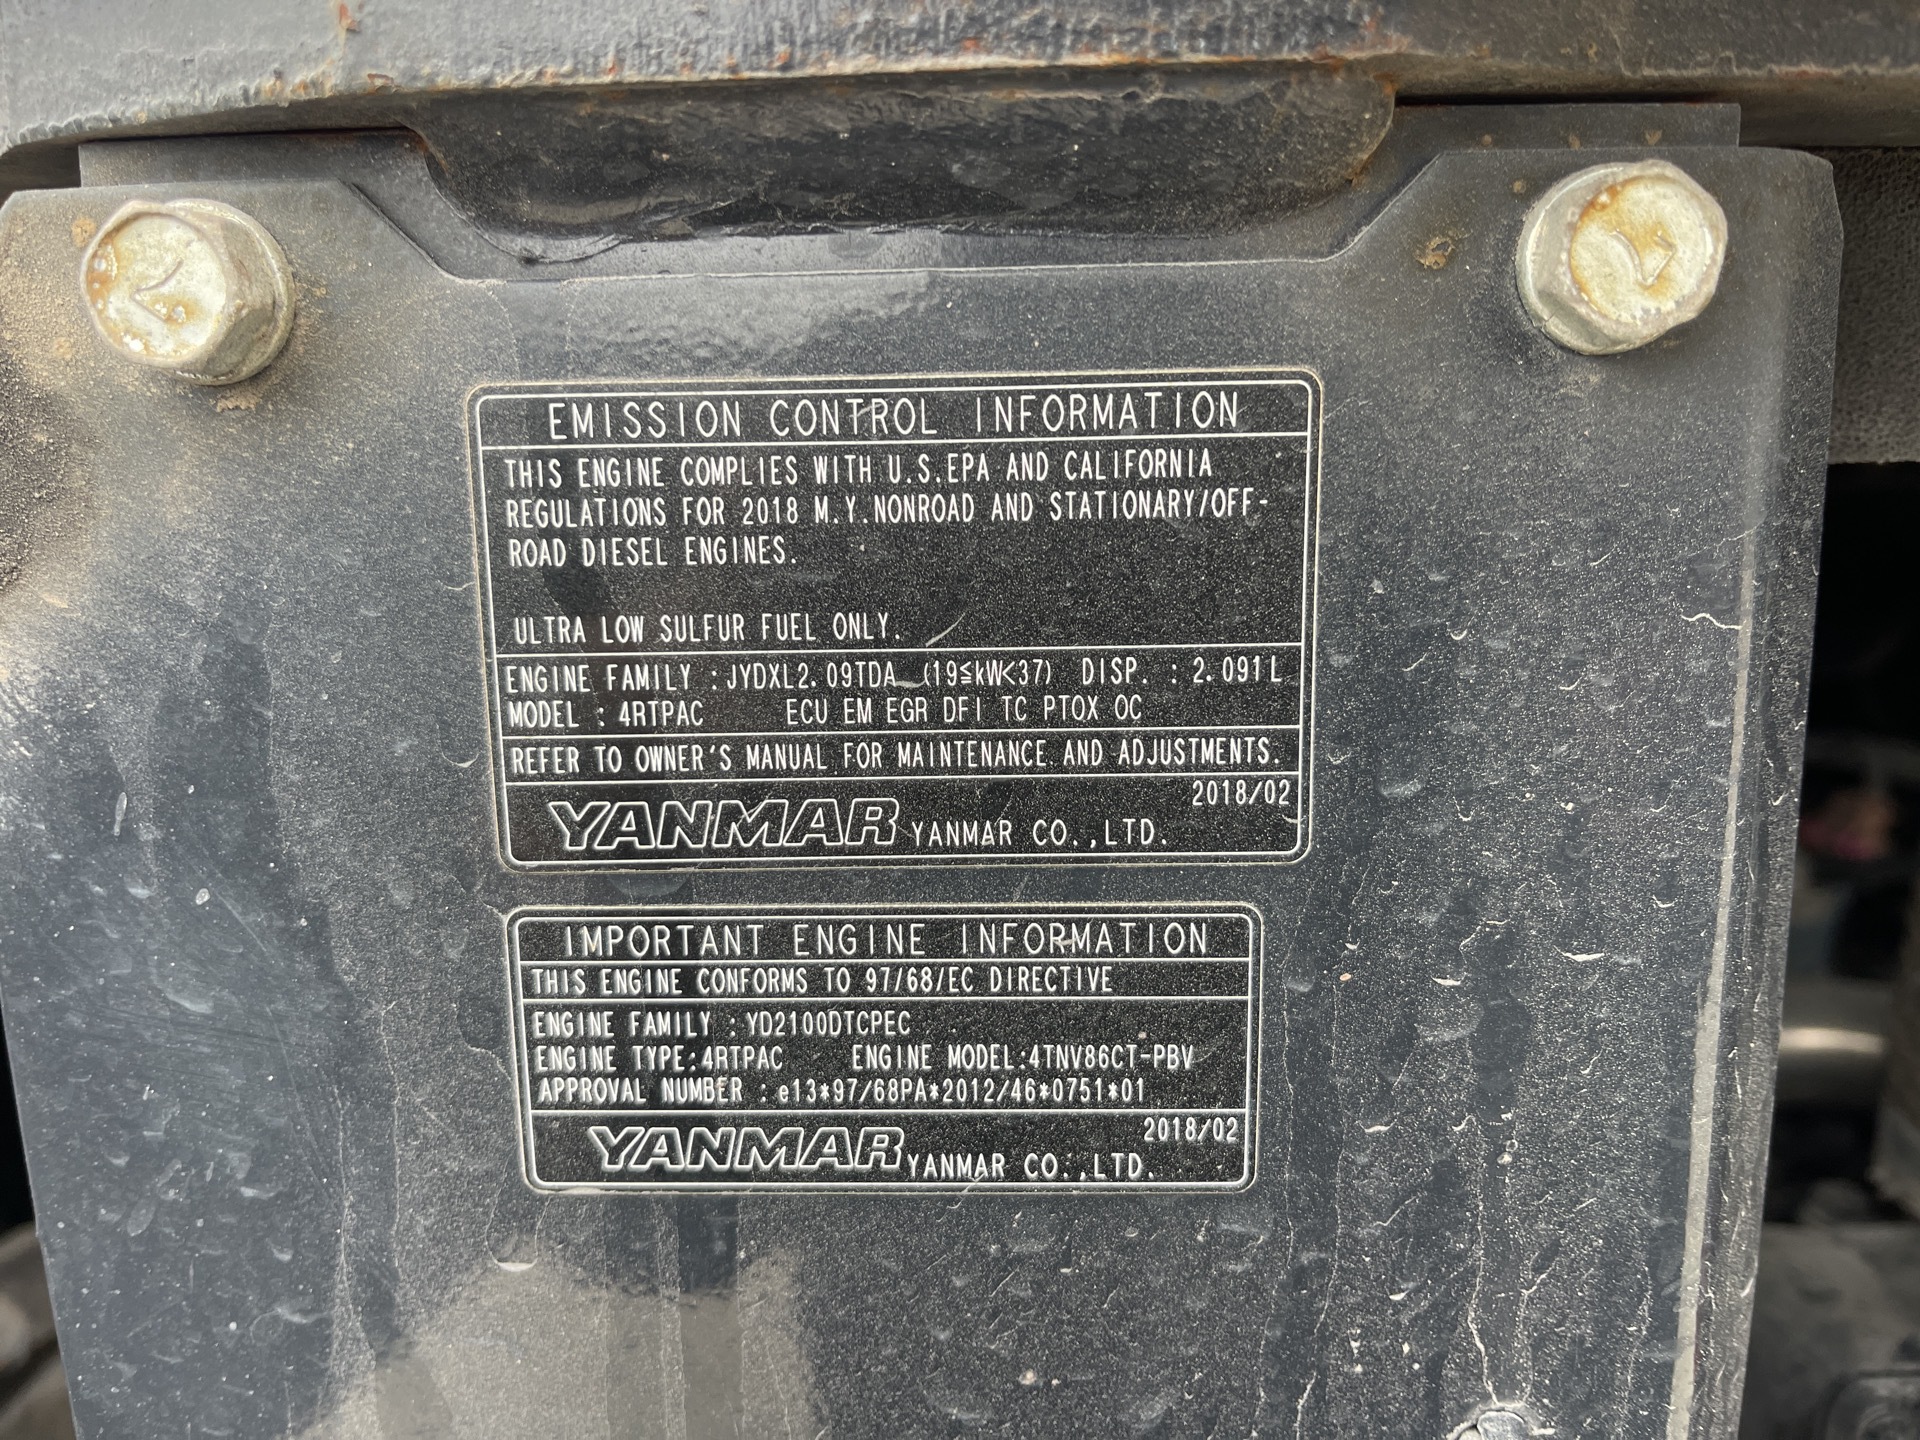 EMISSION CONTROL INFORMATION
THIS ENGINE COMPLIES WITH U.S.EPA AND CALIFORNIA
REGULATIONS FOR 2018 M.Y.NONROAD AND STATIONARY/OFF-
ROAD DIESEL ENGINES.
ULTRA LOW SULFUR FUEL ONLY.
ENGINE FAMILY :JYDXL2.09TDA (19≦kW<37) DISP. :2.091L
MODEL :4RTPAC ECU EM EGR DFI TC PTOX OC
REFER TO OWNER'S MANUAL FOR MAINTENANCE AND ADJUSTMENTS.
2018/02
YANMAR YANMAR CO.,LTD.
IMPORTANT ENGINE INFORMATION
THIS ENGINE CONFORMS TO 97/68/EC DIRECTIVE
ENGINE FAMILY :YD2100DTCPEC
ENGINE TYPE:4RTPAC ENGINE MODEL:4TNV86CT-PBV
APPROVAL NUMBER :e13*97/68PA*2012/46*0751*01
2018/02
YANMAR YANMAR CO.,LTD.